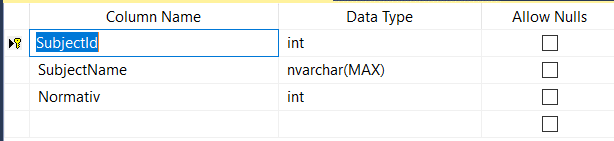 Column Name Data Type Allow Nulls
SubjectId int
SubjectName nvarchar(MAX)
Normativ int